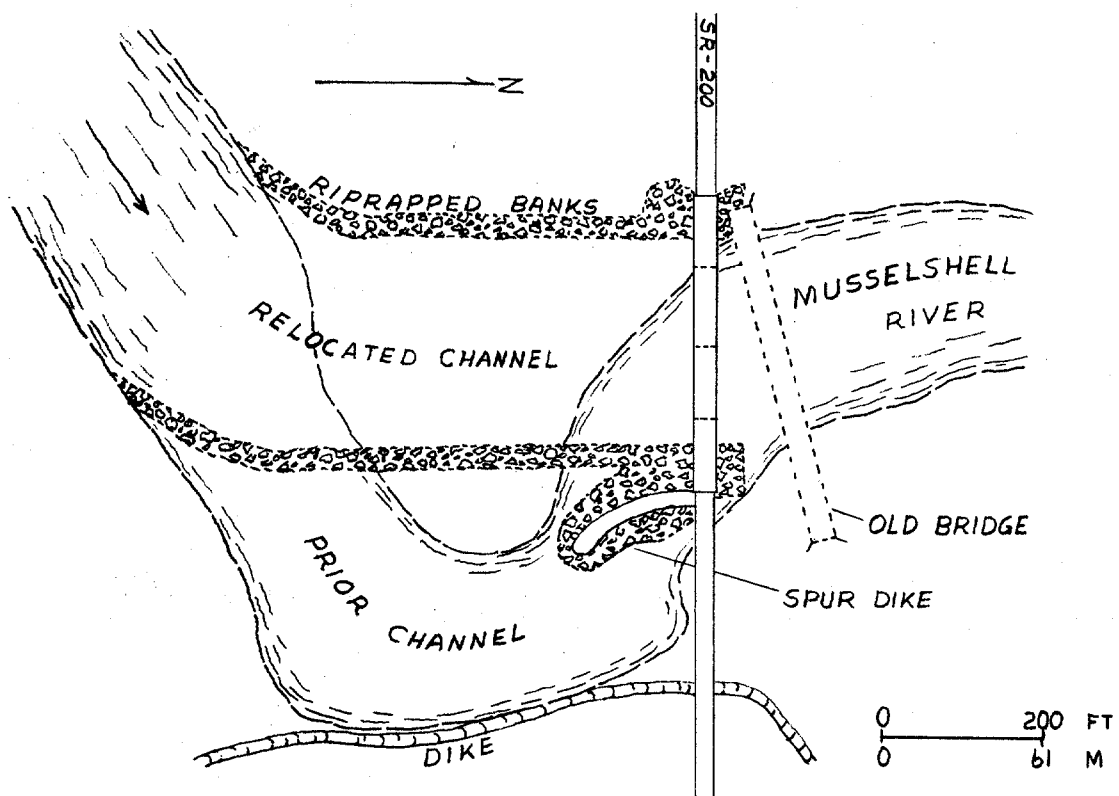 SR-200
N
RIPRAPPED BANKS
MUSSELSHELL
RIVER
RELOCATED CHANNEL
OLD BRIDGE
PRIOR
CHANNEL
SPUR DIKE
DIKE
0 200 FT
0 61 M